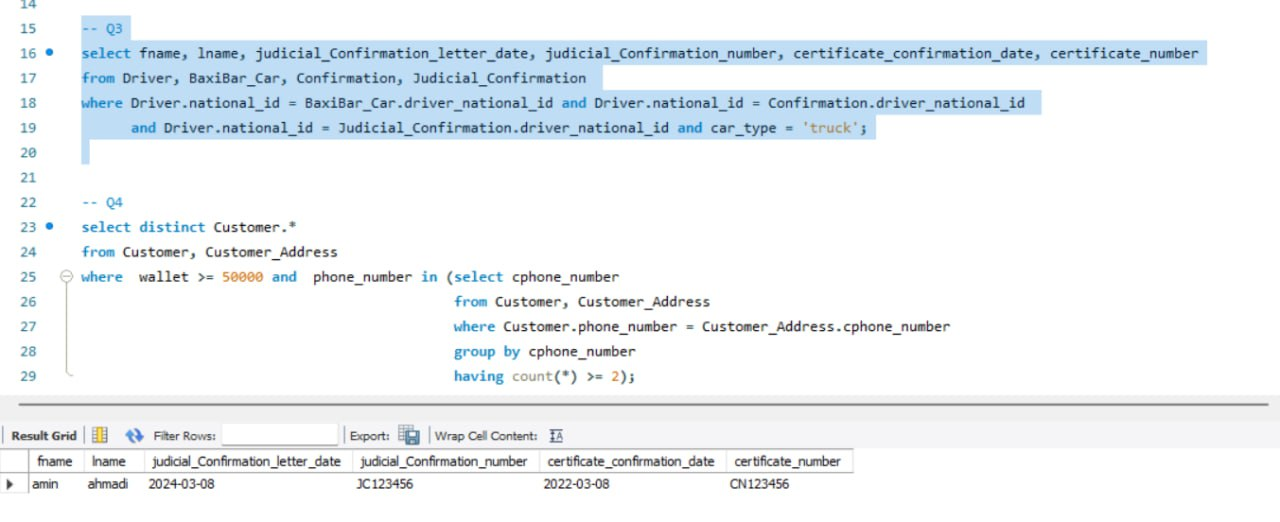 14
15 -- Q3
16 select fname, lname, judicial_Confirmation_letter_date, judicial_Confirmation_number, certificate_confirmation_date, certificate_number
17 from Driver, BaxiBar_Car, Confirmation, Judicial_Confirmation
18 where Driver.national_id = BaxiBar_Car.driver_national_id and Driver.national_id = Confirmation.driver_national_id
19 and Driver.national_id = Judicial_Confirmation.driver_national_id and car_type = 'truck';
20
21
22 -- Q4
23 select distinct Customer.*
24 from Customer, Customer_Address
25 where wallet >= 50000 and phone_number in (select cphone_number
26 from Customer, Customer_Address
27 where Customer.phone_number = Customer_Address.cphone_number
28 group by cphone_number
29 having count(*) >= 2);
Result Grid Filter Rows: Export: Wrap Cell Content: IA
fname lname judicial_Confirmation_letter_date judicial_Confirmation_number certificate_confirmation_date certificate_number
amin ahmadi 2024-03-08 JC123456 2022-03-08 CN123456